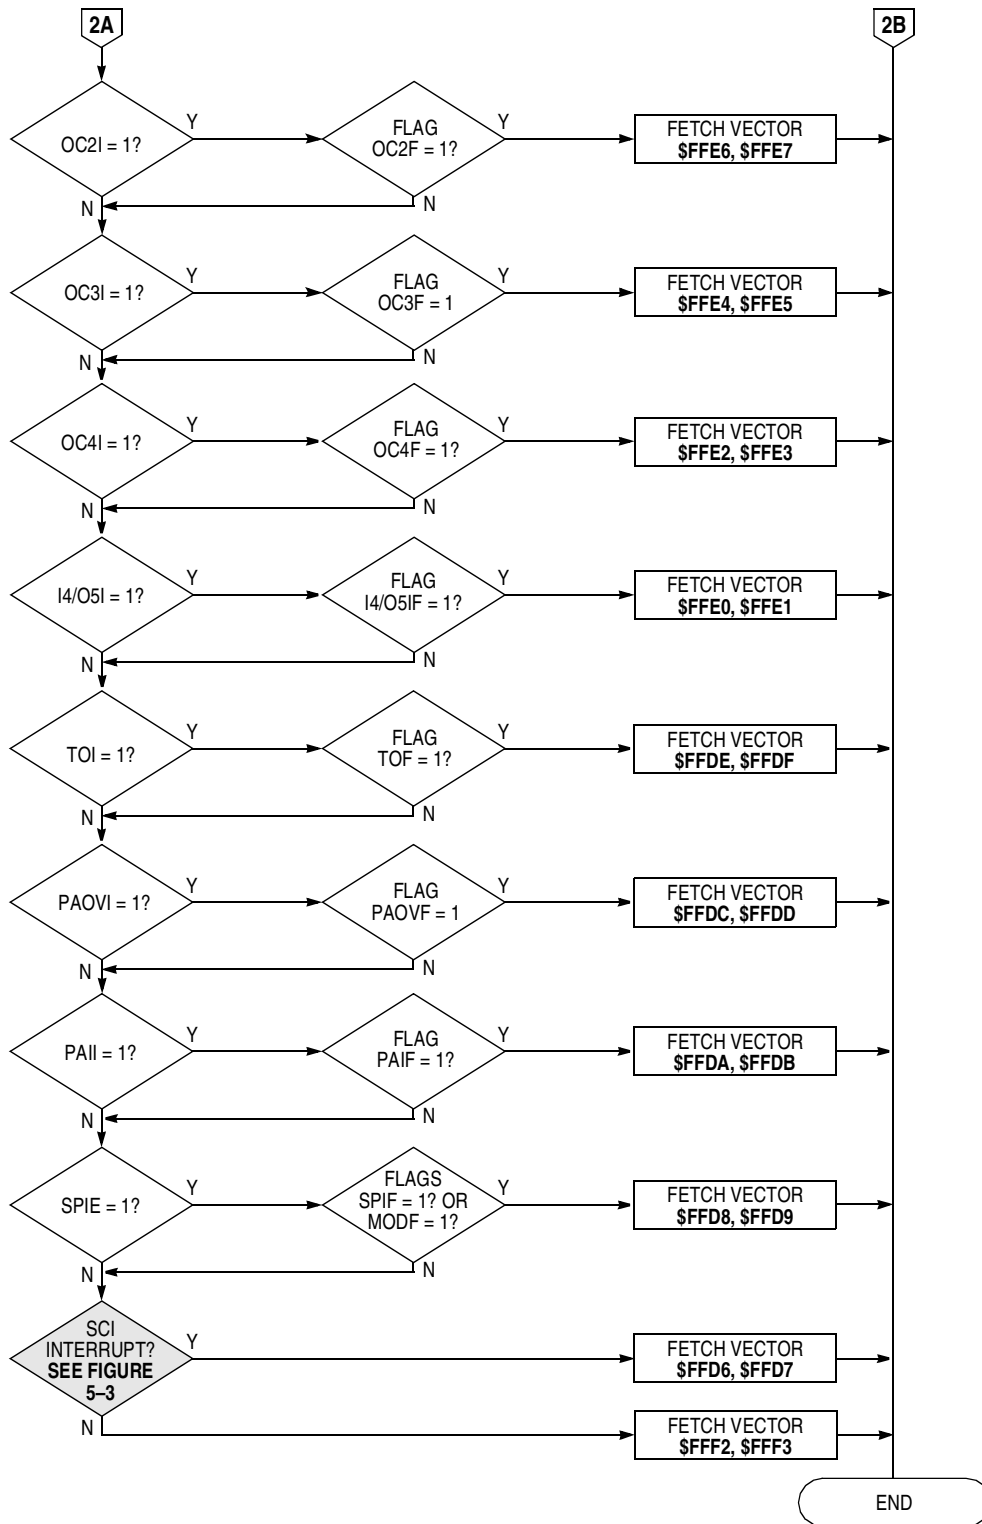 2A
2B
OC2I = 1?
Y
FLAG
OC2F = 1?
Y
FETCH VECTOR
$FFE6, $FFE7
N
N
OC3I = 1?
Y
FLAG
OC3F = 1
Y
FETCH VECTOR
$FFE4, $FFE5
N
N
OC4I = 1?
Y
FLAG
OC4F = 1?
Y
FETCH VECTOR
$FFE2, $FFE3
N
N
I4/O5I = 1?
Y
FLAG
I4/O5IF = 1?
Y
FETCH VECTOR
$FFE0, $FFE1
N
N
TOI = 1?
Y
FLAG
TOF = 1?
Y
FETCH VECTOR
$FFDE, $FFDF
N
N
PAOVI = 1?
Y
FLAG
PAOVF = 1
Y
FETCH VECTOR
$FFDC, $FFDD
N
N
PAII = 1?
Y
FLAG
PAIF = 1?
Y
FETCH VECTOR
$FFDA, $FFDB
N
N
SPIE = 1?
Y
FLAGS
SPIF = 1? OR
MODF = 1?
Y
FETCH VECTOR
$FFD8, $FFD9
N
N
SCI
INTERRUPT?
SEE FIGURE
5–3
Y
FETCH VECTOR
$FFD6, $FFD7
N
FETCH VECTOR
$FFF2, $FFF3
END